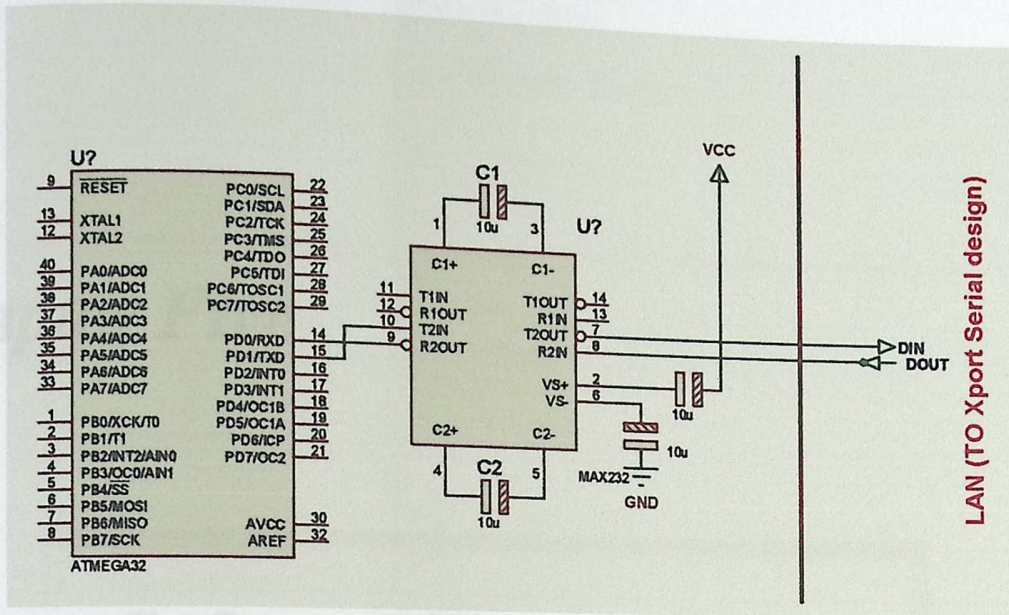 U?
9 RESET
13 XTAL1
12 XTAL2
40 PA0/ADC0
39 PA1/ADC1
38 PA2/ADC2
37 PA3/ADC3
36 PA4/ADC4
35 PA5/ADC5
34 PA6/ADC6
33 PA7/ADC7
1 PB0/XCK/T0
2 PB1/T1
3 PB2/INT2/AIN0
4 PB3/OC0/AIN1
5 PB4/SS
6 PB5/MOSI
7 PB6/MISO
8 PB7/SCK
PC0/SCL 22
PC1/SDA 23
PC2/TCK 24
PC3/TMS 25
PC4/TDO 26
PC5/TDI 27
PC6/TOSC1 28
PC7/TOSC2 29
PD0/RXD 14
PD1/TXD 15
PD2/INT0 16
PD3/INT1 17
PD4/OC1B 18
PD5/OC1A 19
PD6/ICP 20
PD7/OC2 21
AVCC 30
AREF 32
ATMEGA32
C1
10u
1
3
U?
C1+
C1-
11 T1IN
12 R1OUT
10 T2IN
9 R2OUT
T1OUT 14
R1IN 13
T2OUT 7
R2IN 8
VS+ 2
VS- 6
C2+
C2-
4
5
C2
10u
MAX232
VCC
10u
10u
GND
DIN
DOUT
LAN (TO Xport Serial design)